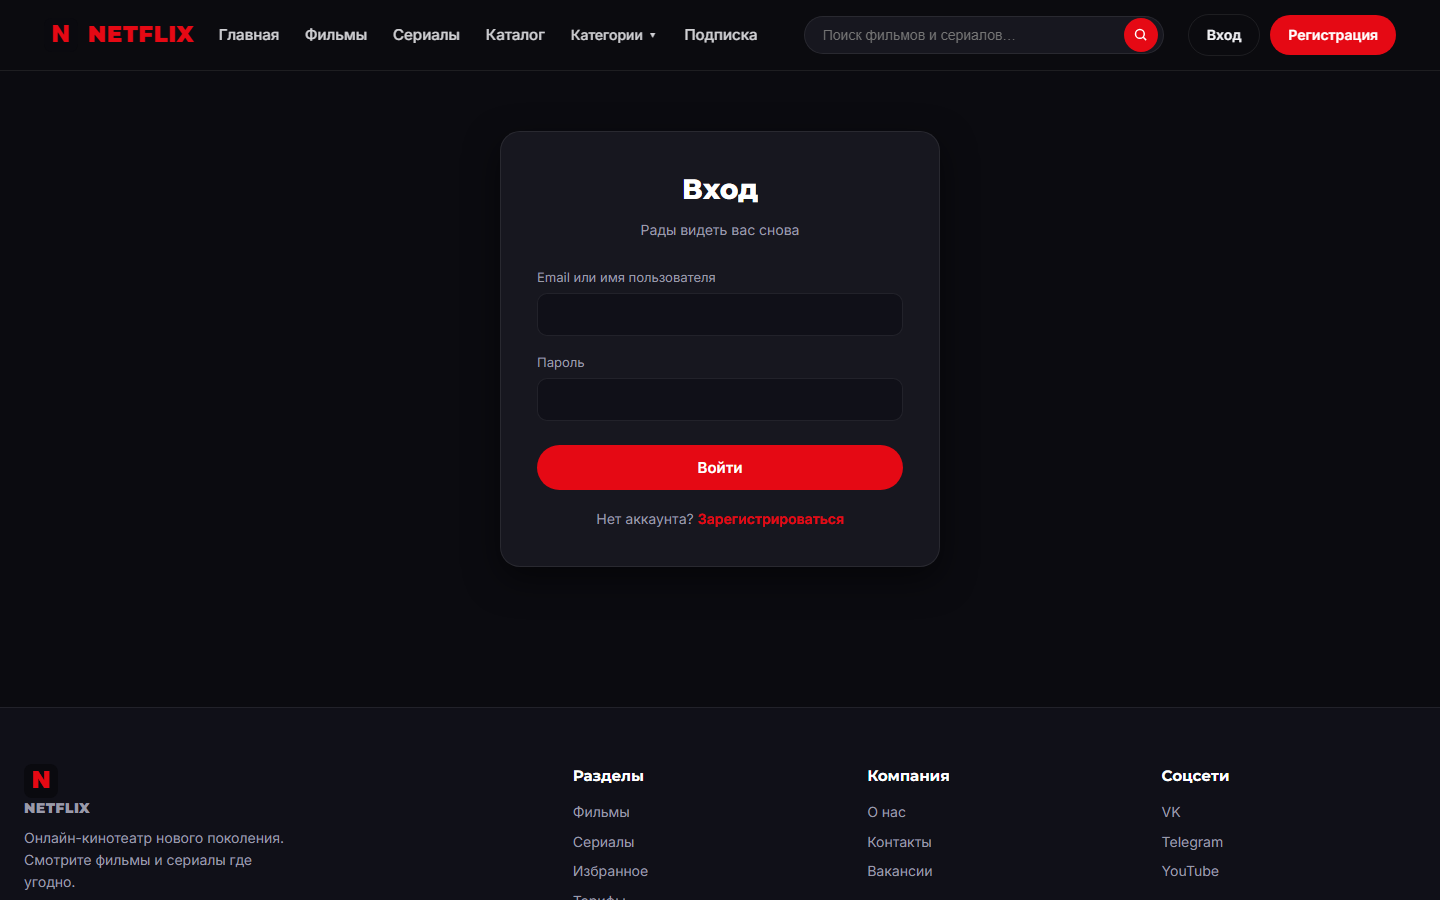 N NETFLIX Главная Фильмы Сериалы Каталог Категории ▼ Подписка Поиск фильмов и сериалов... Вход Регистрация
Вход
Рады видеть вас снова
Email или имя пользователя
Пароль
Войти
Нет аккаунта? Зарегистрироваться
N
NETFLIX
Онлайн-кинотеатр нового поколения.
Смотрите фильмы и сериалы где
угодно.
Разделы
Фильмы
Сериалы
Избранное
Тарифы
Компания
О нас
Контакты
Вакансии
Соцсети
VK
Telegram
YouTube